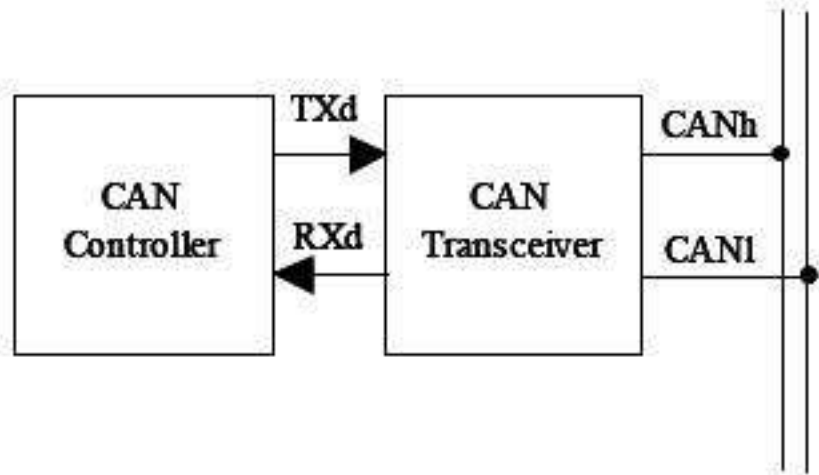 TXd
CANh
CAN
Controller
CAN
Transceiver
RXd
CANl